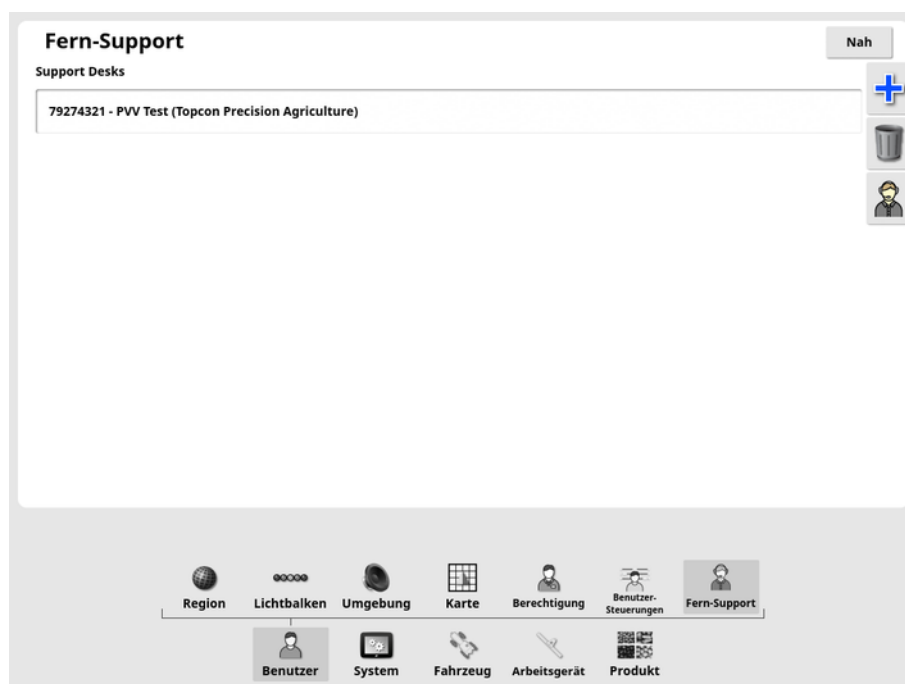 Fern-Support
Nah
Support Desks
79274321 - PVV Test (Topcon Precision Agriculture)
Region
Lichtbalken
Umgebung
Karte
Berechtigung
Benutzer-
Steuerungen
Fern-Support
Benutzer
System
Fahrzeug
Arbeitsgerät
Produkt